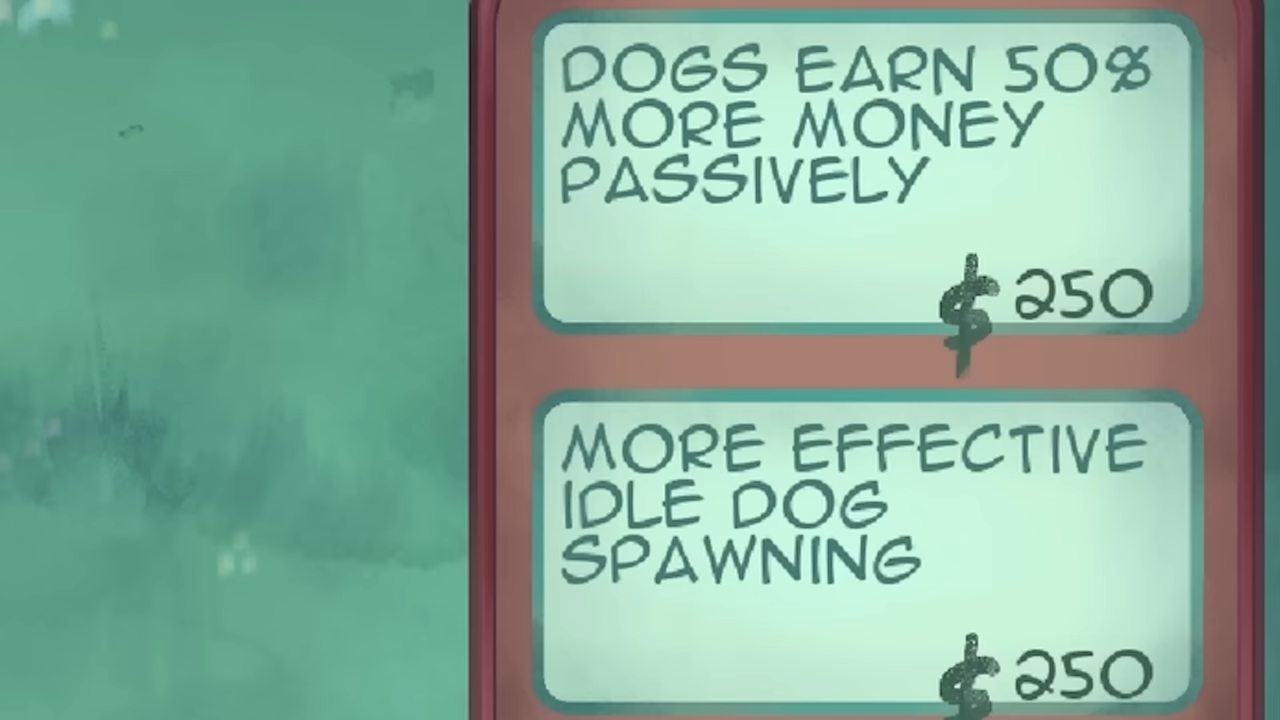 DOGS EARN 50%
MORE MONEY
PASSIVELY
$250
MORE EFFECTIVE
IDLE DOG
SPAWNING
$250